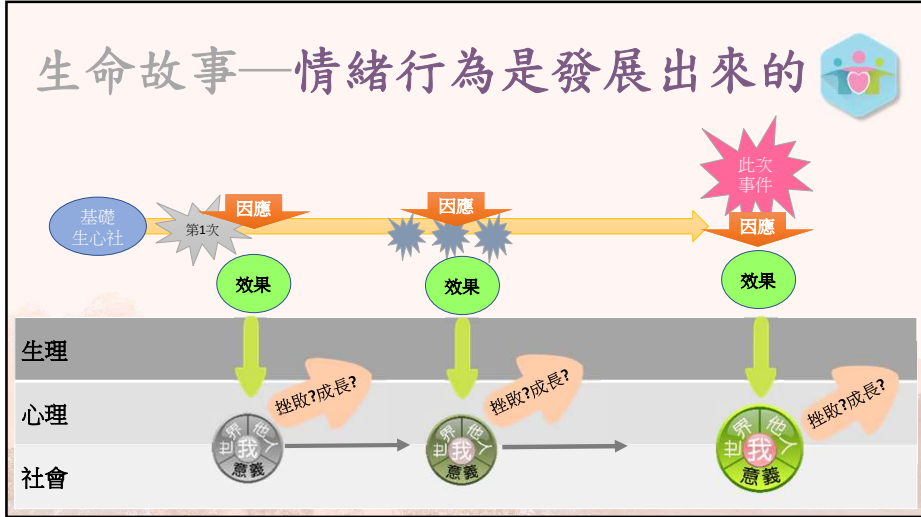 生命故事—情緒行為是發展出來的
基礎
生心社
第1次
因應
因應
此次
事件
因應
效果
效果
效果
生理
心理
社會
挫敗?成長?
挫敗?成長?
挫敗?成長?
世界
他人
我
意義
世界
他人
我
意義
世界
他人
我
意義